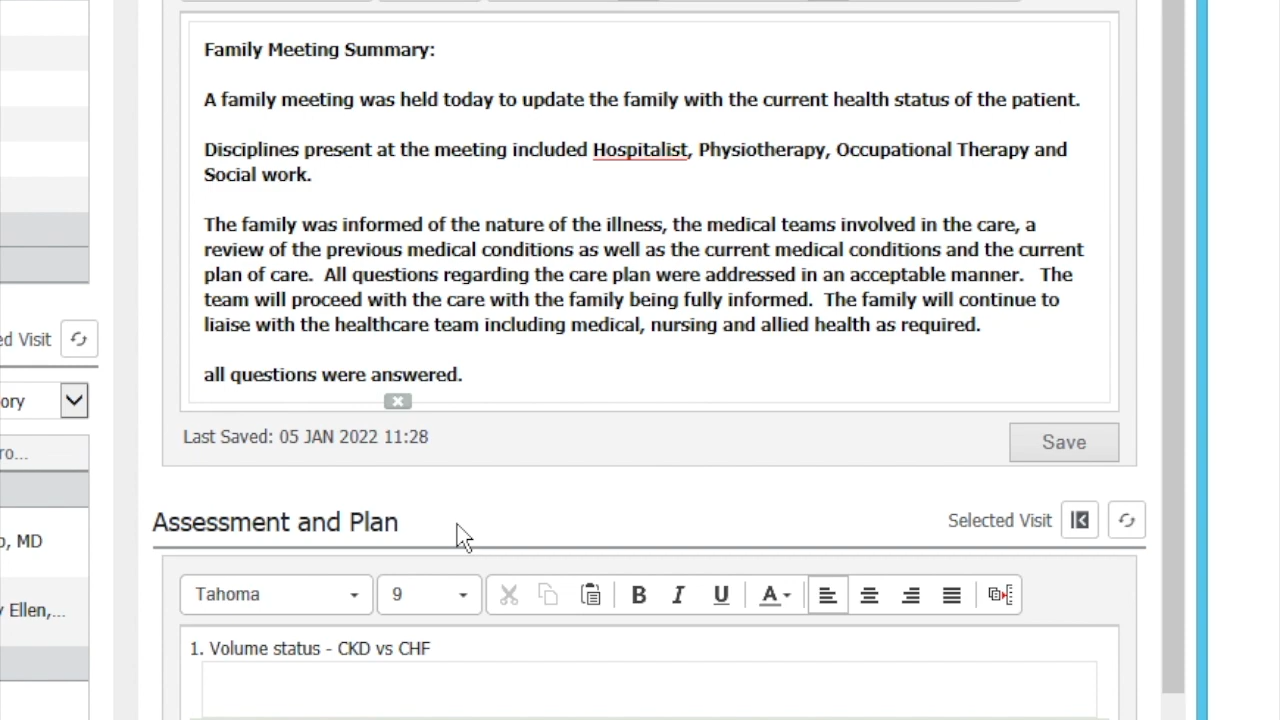 Family Meeting Summary:
A family meeting was held today to update the family with the current health status of the patient.
Disciplines present at the meeting included Hospitalist, Physiotherapy, Occupational Therapy and
Social work.
The family was informed of the nature of the illness, the medical teams involved in the care, a
review of the previous medical conditions as well as the current medical conditions and the current
plan of care.  All questions regarding the care plan were addressed in an acceptable manner.   The
team will proceed with the care with the family being fully informed.  The family will continue to
liaise with the healthcare team including medical, nursing and allied health as required.
all questions were answered.
Last Saved: 05 JAN 2022 11:28
Save
ed Visit
ory
ro...
o, MD
y Ellen,...
Assessment and Plan
Selected Visit
Tahoma
9
B I U A
1. Volume status - CKD vs CHF